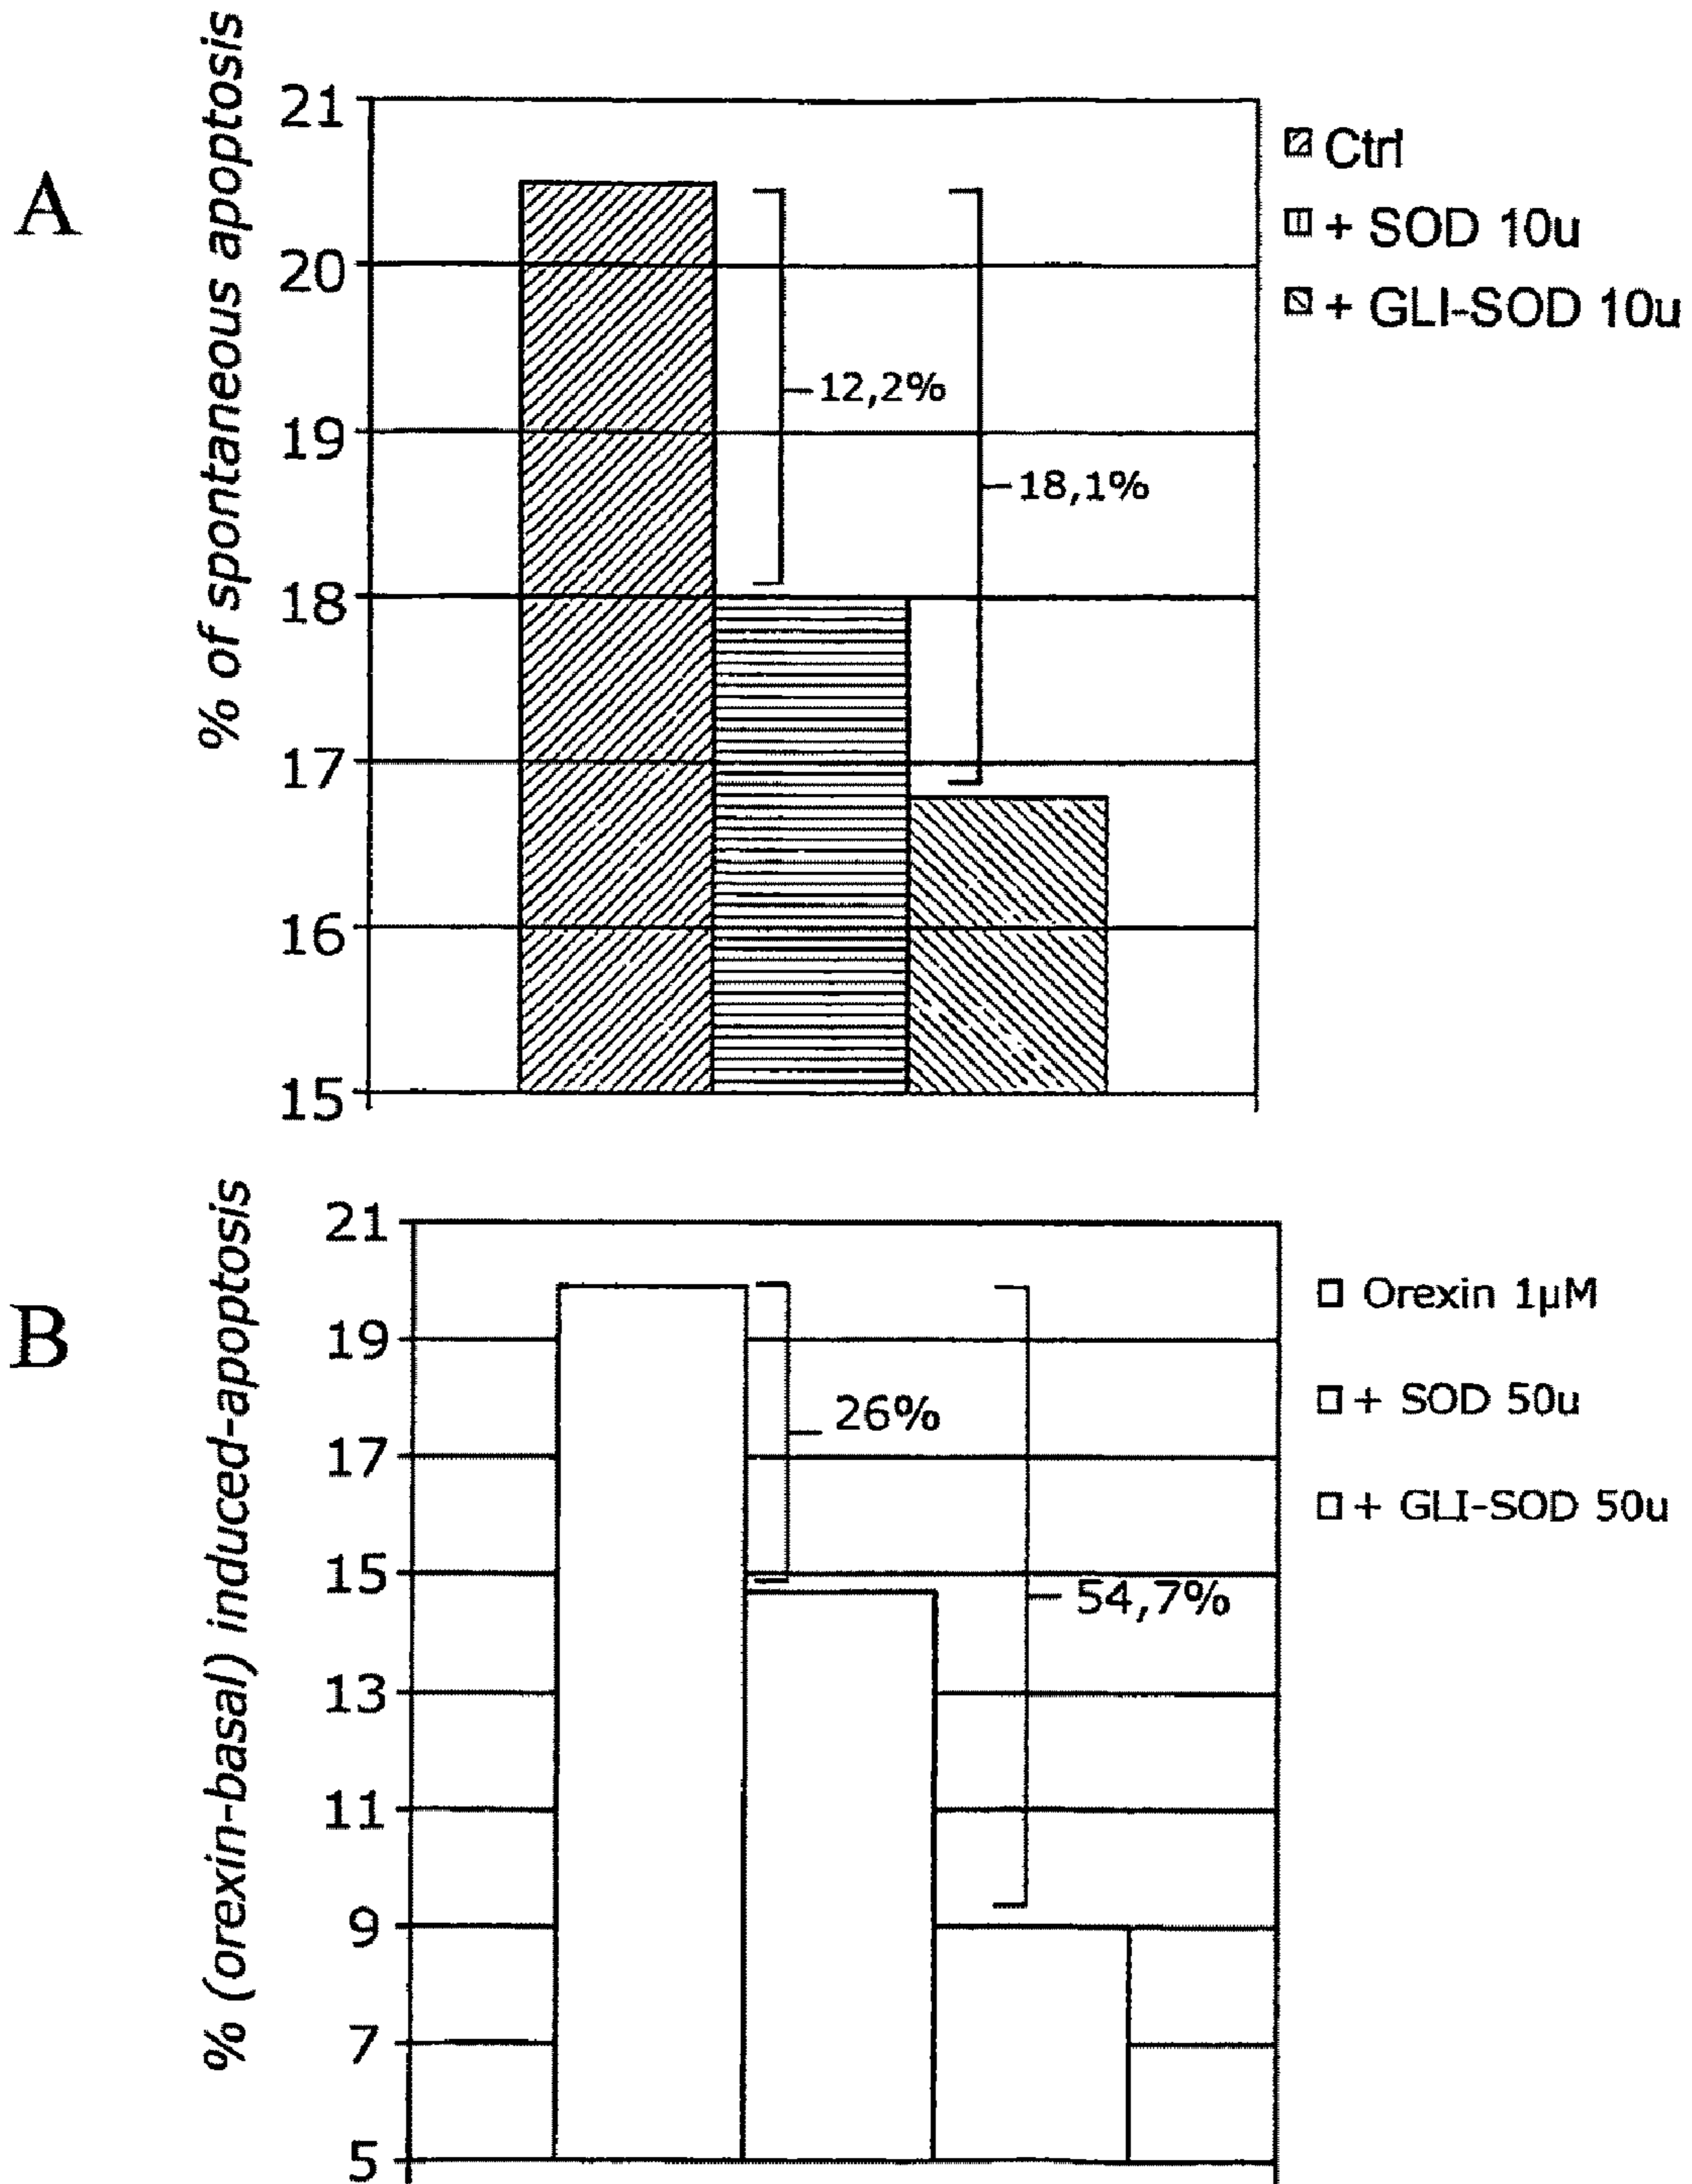 A
% of spontaneous apoptosis
21
20
19
18
17
16
15
12,2%
18,1%
Ctrl
+ SOD 10u
+ GLI-SOD 10u
B
% (orexin-basal) induced-apoptosis
21
19
17
15
13
11
9
7
5
26%
54,7%
Orexin 1µM
+ SOD 50u
+ GLI-SOD 50u